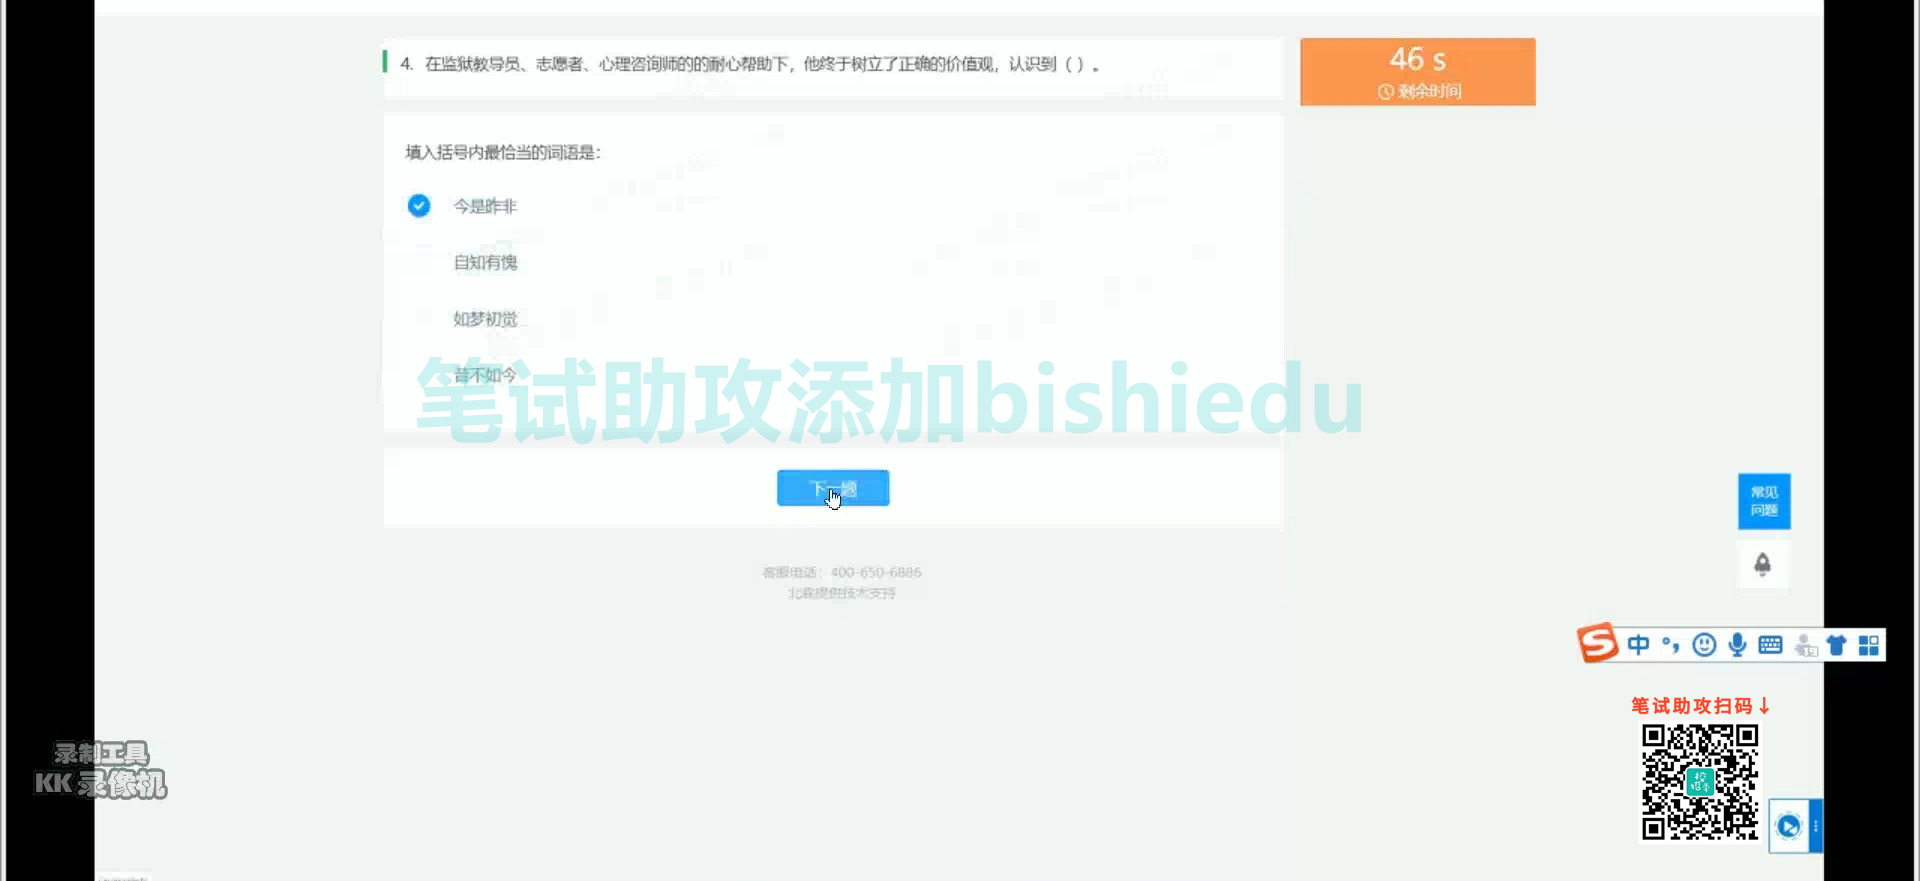 4. 在监狱教导员、志愿者、心理咨询师的的耐心帮助下，他终于树立了正确的价值观，认识到（ ）。
46 s
剩余时间
填入括号内最恰当的词语是：
今是昨非
自知有愧
如梦初觉
昔不如今
笔试助攻添加bishiedu
下一题
常见
问题
客服电话：400-650-6886
北森提供技术支持
中
笔试助攻扫码↓
录制工具
KK 录像机